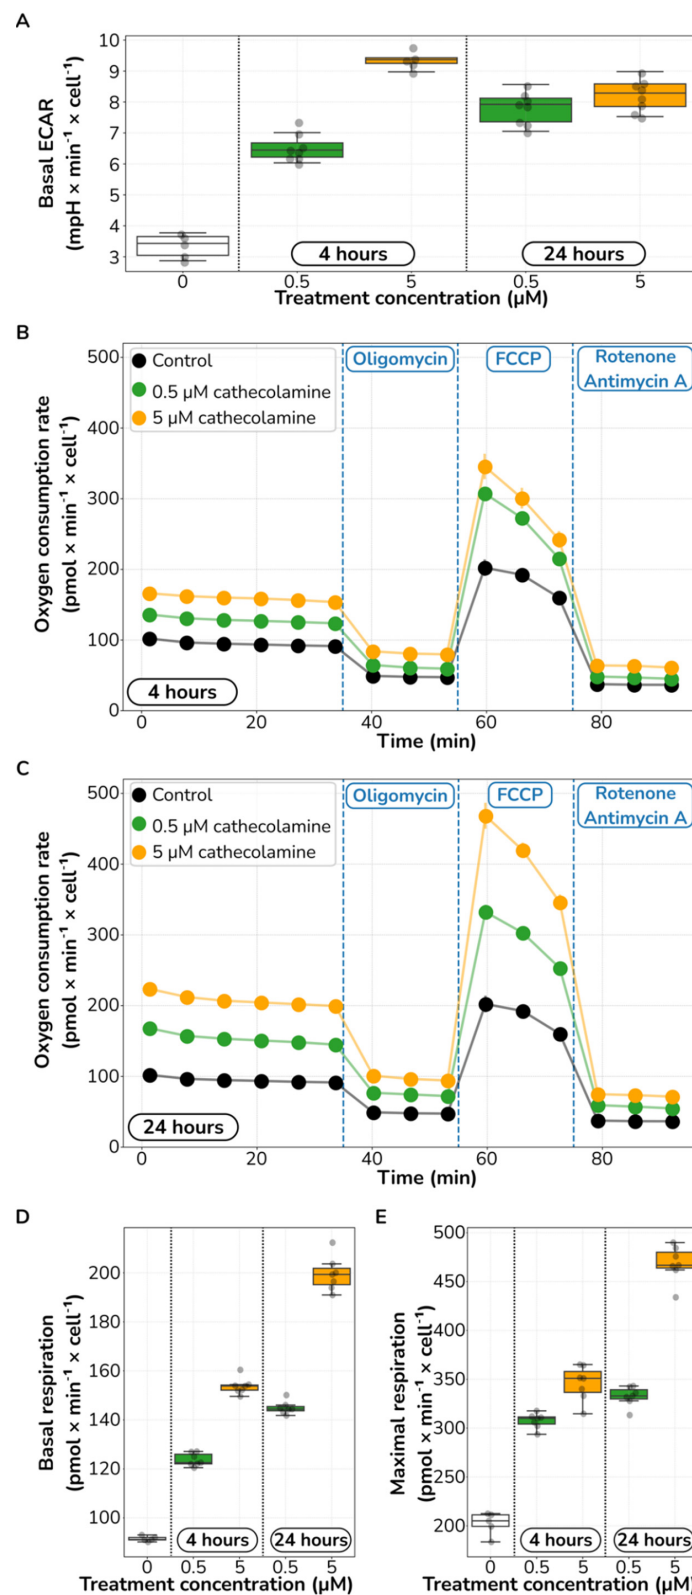 A
Basal ECAR
(mpH × min⁻¹ × cell⁻¹)
10
9
8
7
6
5
4
3
4 hours
24 hours
0
0.5
5
0.5
5
Treatment concentration (µM)
B
Oxygen consumption rate
(pmol × min⁻¹ × cell⁻¹)
500
400
300
200
100
0
Control
0.5 µM cathecolamine
5 µM cathecolamine
Oligomycin
FCCP
Rotenone
Antimycin A
4 hours
0
20
40
60
80
Time (min)
C
Oxygen consumption rate
(pmol × min⁻¹ × cell⁻¹)
500
400
300
200
100
0
Control
0.5 µM cathecolamine
5 µM cathecolamine
Oligomycin
FCCP
Rotenone
Antimycin A
24 hours
0
20
40
60
80
Time (min)
D
Basal respiration
(pmol × min⁻¹ × cell⁻¹)
200
180
160
140
120
100
4 hours
24 hours
0
0.5
5
0.5
5
Treatment concentration (µM)
E
Maximal respiration
(pmol × min⁻¹ × cell⁻¹)
500
450
400
350
300
250
200
4 hours
24 hours
0
0.5
5
0.5
5
Treatment concentration (µM)